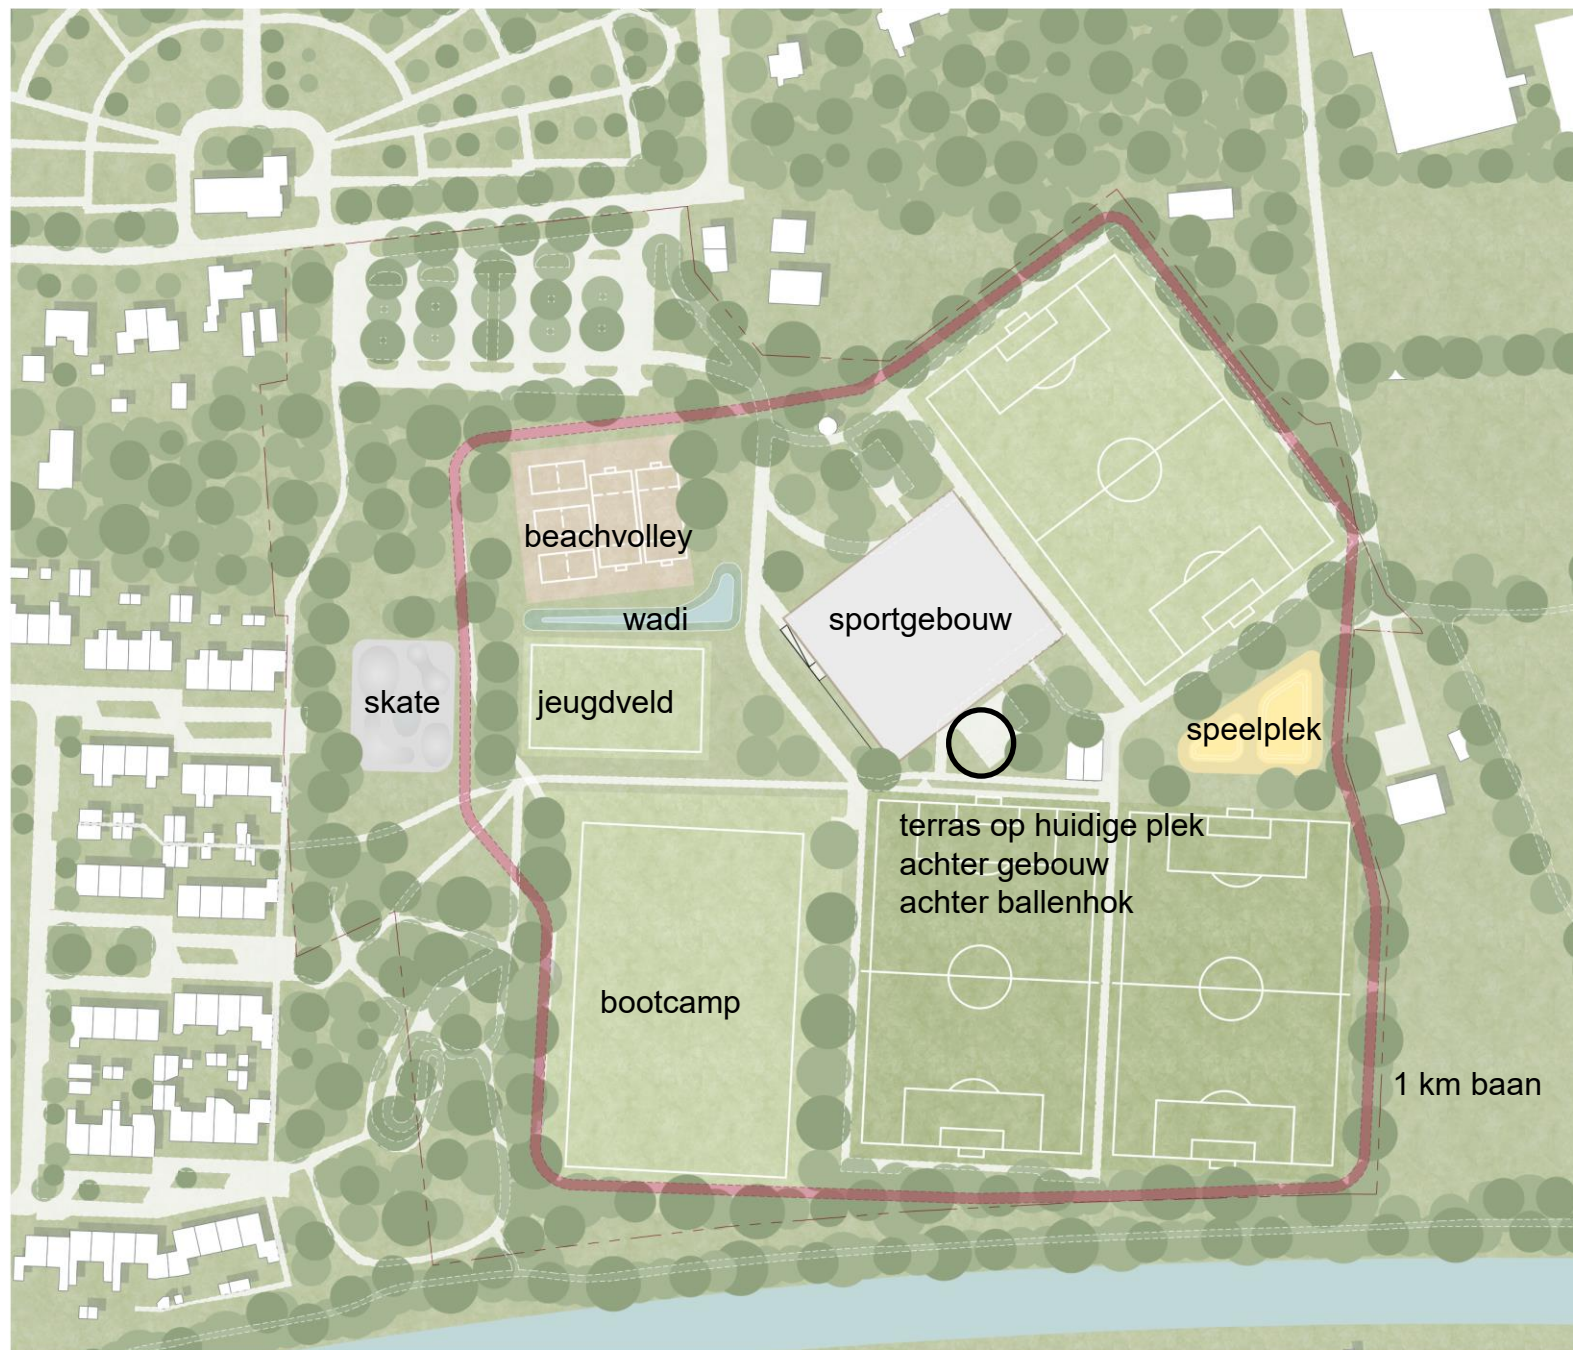 beachvolley
wadi
sportgebouw
skate
jeugdveld
speelplek
terras op huidige plek
achter gebouw
achter ballenhok
bootcamp
1 km baan